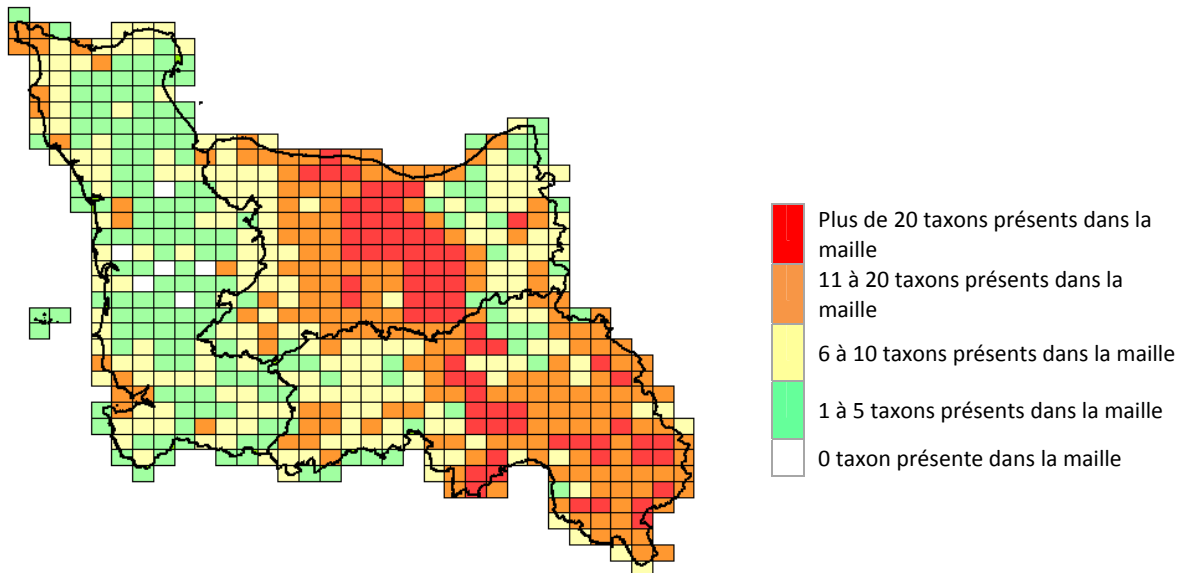 Plus de 20 taxons présents dans la
maille
11 à 20 taxons présents dans la
maille
6 à 10 taxons présents dans la maille
1 à 5 taxons présents dans la maille
0 taxon présente dans la maille